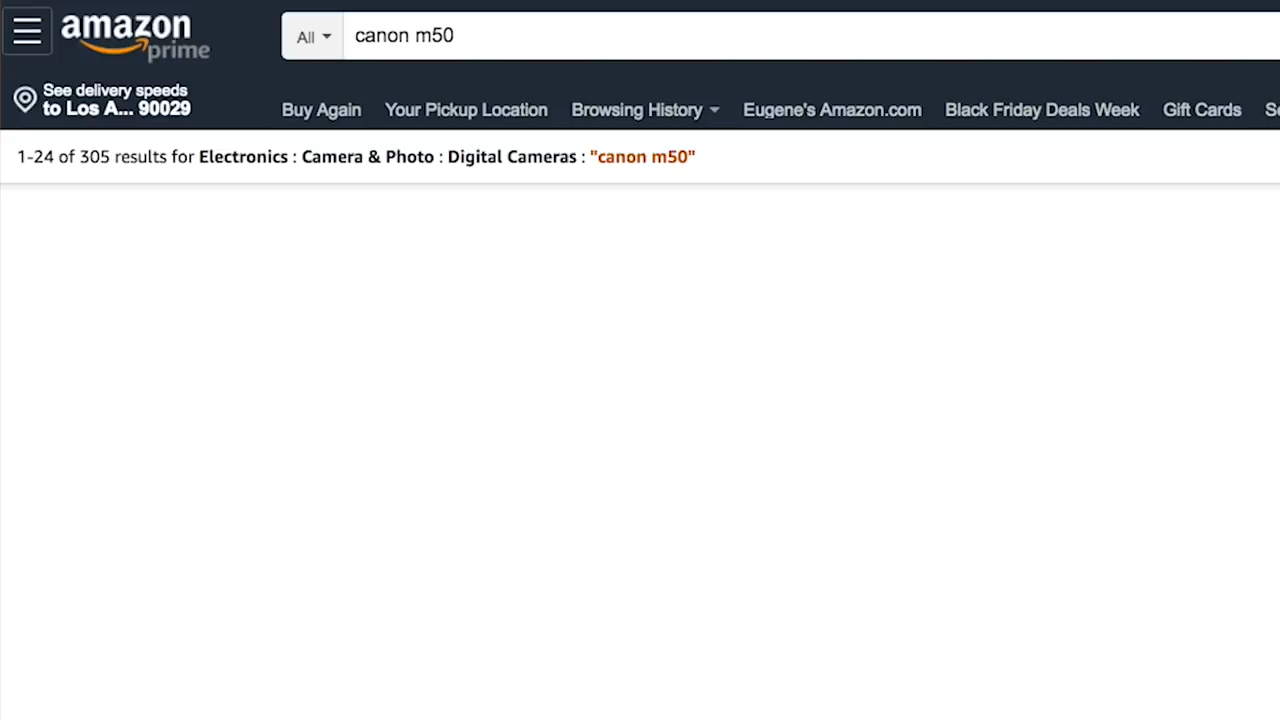 amazon
prime
All
canon m50
See delivery speeds
to Los A... 90029
Buy Again
Your Pickup Location
Browsing History
Eugene's Amazon.com
Black Friday Deals Week
Gift Cards
1-24 of 305 results for Electronics : Camera & Photo : Digital Cameras : "canon m50"